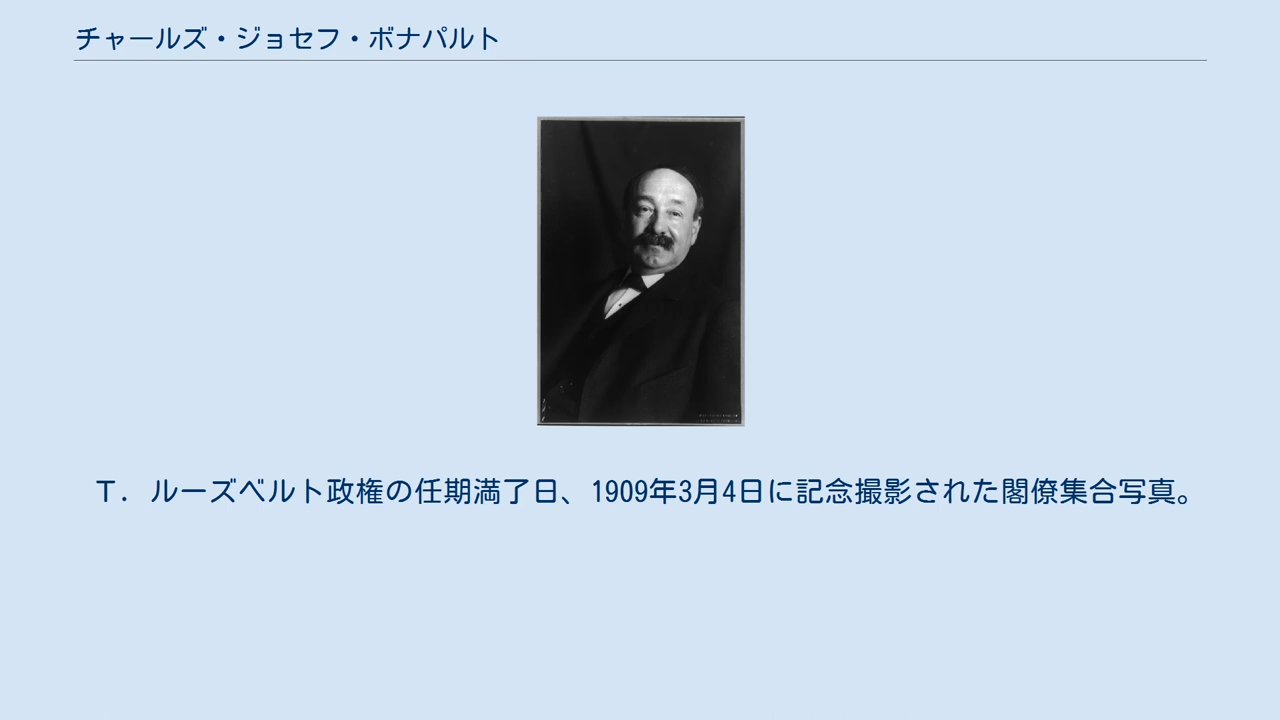 チャールズ・ジョセフ・ボナパルト
Ｔ．ルーズベルト政権の任期満了日、1909年3月4日に記念撮影された閣僚集合写真。